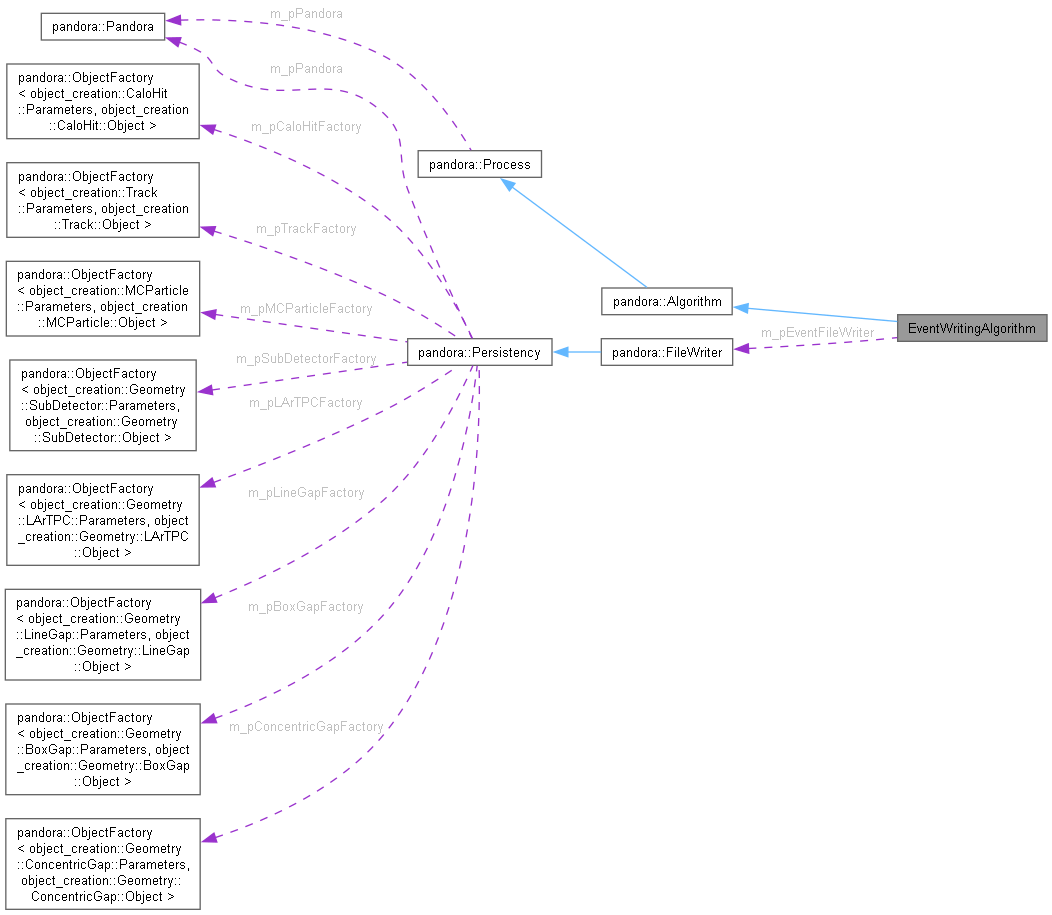 pandora::Pandora
m_pPandora
m_pPandora
pandora::ObjectFactory
< object_creation::CaloHit
::Parameters, object_creation
::CaloHit::Object >
m_pCaloHitFactory
pandora::Process
pandora::ObjectFactory
< object_creation::Track
::Parameters, object_creation
::Track::Object >
m_pTrackFactory
pandora::ObjectFactory
< object_creation::MCParticle
::Parameters, object_creation
::MCParticle::Object >
m_pMCParticleFactory
pandora::Algorithm
EventWritingAlgorithm
m_pEventFileWriter
pandora::Persistency
pandora::FileWriter
m_pSubDetectorFactory
pandora::ObjectFactory
< object_creation::Geometry
::SubDetector::Parameters,
object_creation::Geometry
::SubDetector::Object >
m_pLArTPCFactory
pandora::ObjectFactory
< object_creation::Geometry
::LArTPC::Parameters, object
_creation::Geometry::LArTPC
::Object >
m_pLineGapFactory
pandora::ObjectFactory
< object_creation::Geometry
::LineGap::Parameters, object
_creation::Geometry::LineGap
::Object >
m_pBoxGapFactory
pandora::ObjectFactory
< object_creation::Geometry
::BoxGap::Parameters, object
_creation::Geometry::BoxGap
::Object >
m_pConcentricGapFactory
pandora::ObjectFactory
< object_creation::Geometry
::ConcentricGap::Parameters,
object_creation::Geometry::
ConcentricGap::Object >